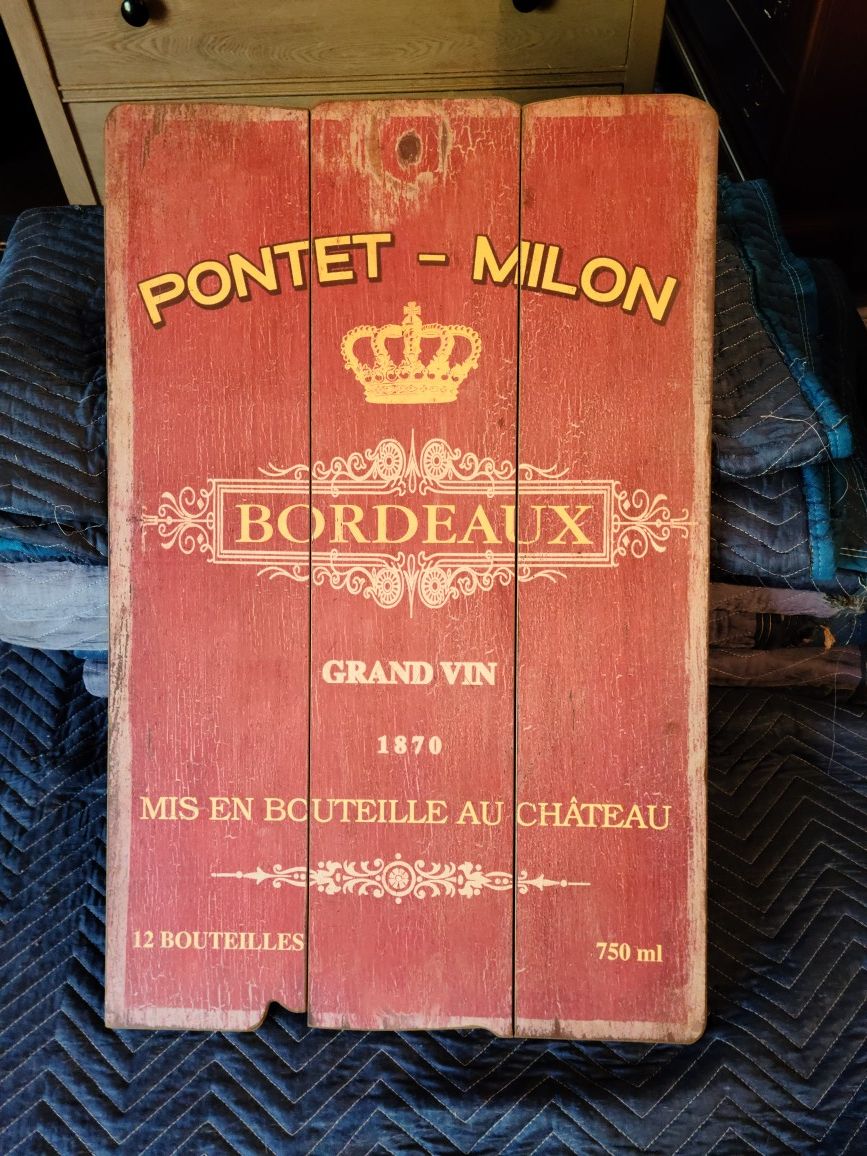 PONTET - MILON
BORDEAUX
GRAND VIN
1870
MIS EN BOUTEILLE AU CHÂTEAU
12 BOUTEILLES
750 ml